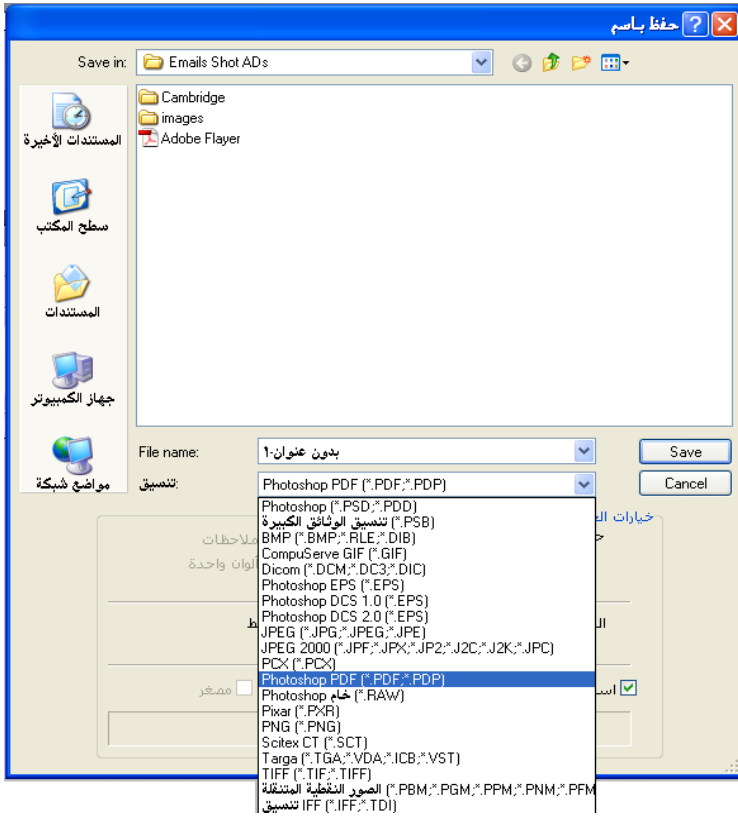 حفظ باسم
Save in: Emails Shot ADs
Cambridge
images
Adobe Flayer
المستندات الأخيرة
سطح المكتب
المستندات
جهاز الكمبيوتر
مواضع شبكة
File name: بدون عنوان-١ Save
تنسيق: Photoshop PDF (*.PDF;*.PDP) Cancel
Photoshop (*.PSD;*.PDD)
تنسيق الوثائق الكبيرة (*.PSB)
BMP (*.BMP;*.RLE;*.DIB)
CompuServe GIF (*.GIF)
Dicom (*.DCM;*.DC3;*.DIC)
Photoshop EPS (*.EPS)
Photoshop DCS 1.0 (*.EPS)
Photoshop DCS 2.0 (*.EPS)
JPEG (*.JPG;*.JPEG;*.JPE)
JPEG 2000 (*.JPF;*.JPX;*.JP2;*.J2C;*.J2K;*.JPC)
PCX (*.PCX)
Photoshop PDF (*.PDF;*.PDP)
Photoshop خام (*.RAW)
Pixar (*.PXR)
PNG (*.PNG)
Scitex CT (*.SCT)
Targa (*.TGA;*.VDA;*.ICB;*.VST)
TIFF (*.TIF;*.TIFF)
الصور النقطية المتنقلة (*.PBM;*.PGM;*.PPM;*.PNM;*.PFM
تنسيق IFF (*.IFF;*.TDI)
خيارات
ملاحظات
ألوان واحدة
مصغر